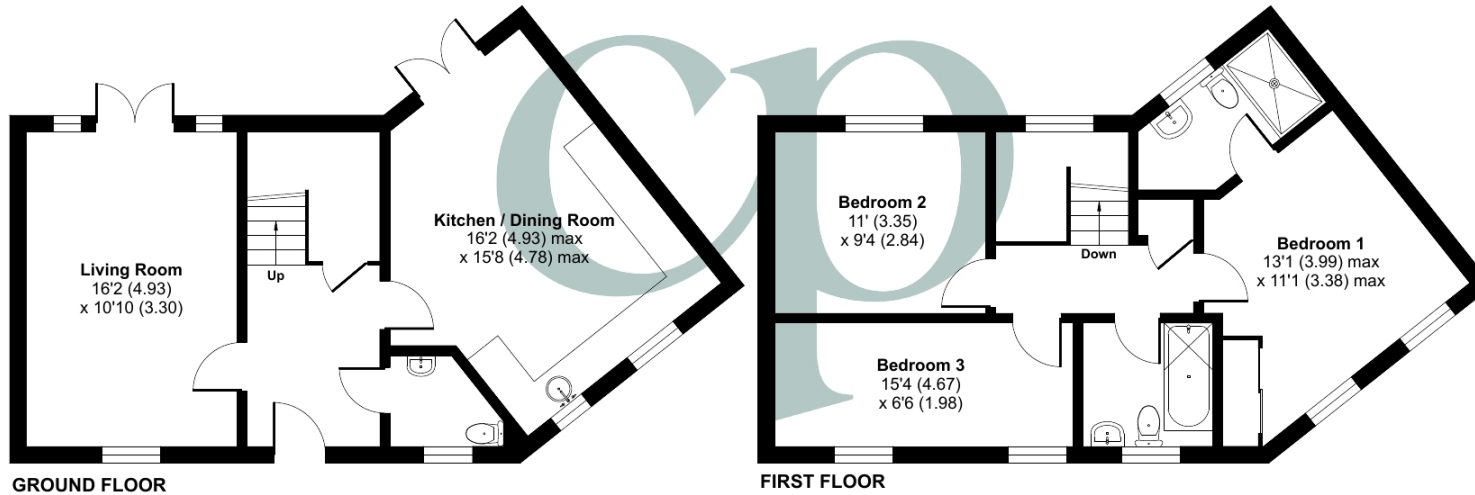 cp
Living Room
16'2 (4.93)
x 10'10 (3.30)
Up
Kitchen / Dining Room
16'2 (4.93) max
x 15'8 (4.78) max
GROUND FLOOR
Bedroom 2
11' (3.35)
x 9'4 (2.84)
Down
Bedroom 1
13'1 (3.99) max
x 11'1 (3.38) max
Bedroom 3
15'4 (4.67)
x 6'6 (1.98)
FIRST FLOOR